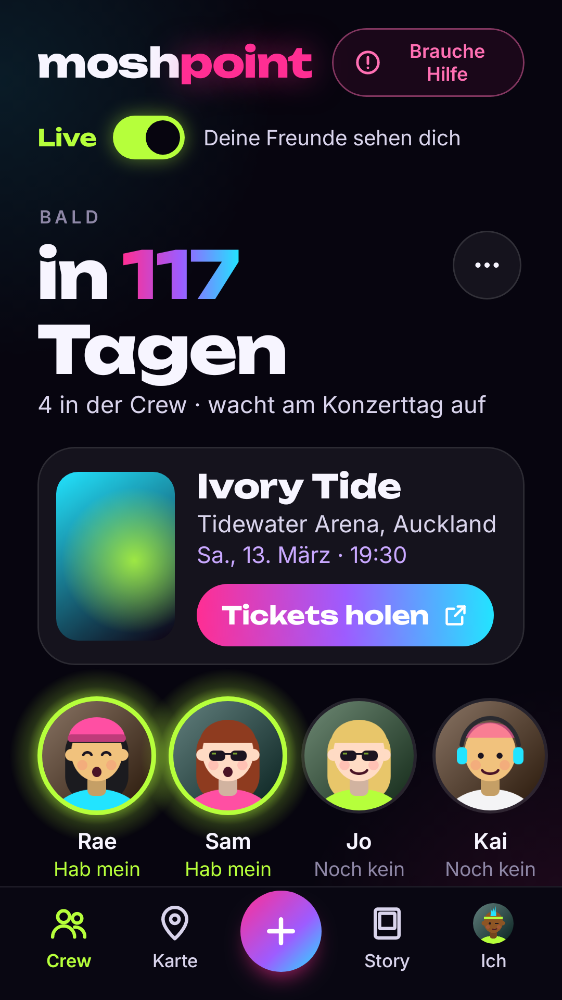 moshpoint
Brauche
Hilfe
Live
Deine Freunde sehen dich
BALD
in 117
Tagen
4 in der Crew · wacht am Konzerttag auf
Ivory Tide
Tidewater Arena, Auckland
Sa., 13. März · 19:30
Tickets holen
Rae
Sam
Jo
Kai
Hab mein
Hab mein
Noch kein
Noch kein
Crew
Karte
Story
Ich